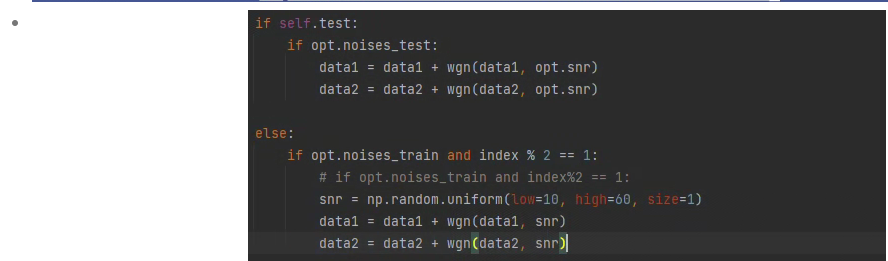 if self.test:
    if opt.noises_test:
        data1 = data1 + wgn(data1, opt.snr)
        data2 = data2 + wgn(data2, opt.snr)
else:
    if opt.noises_train and index % 2 == 1:
        # if opt.noises_train and index%2 == 1:
        snr = np.random.uniform(low=10, high=60, size=1)
        data1 = data1 + wgn(data1, snr)
        data2 = data2 + wgn(data2, snr)